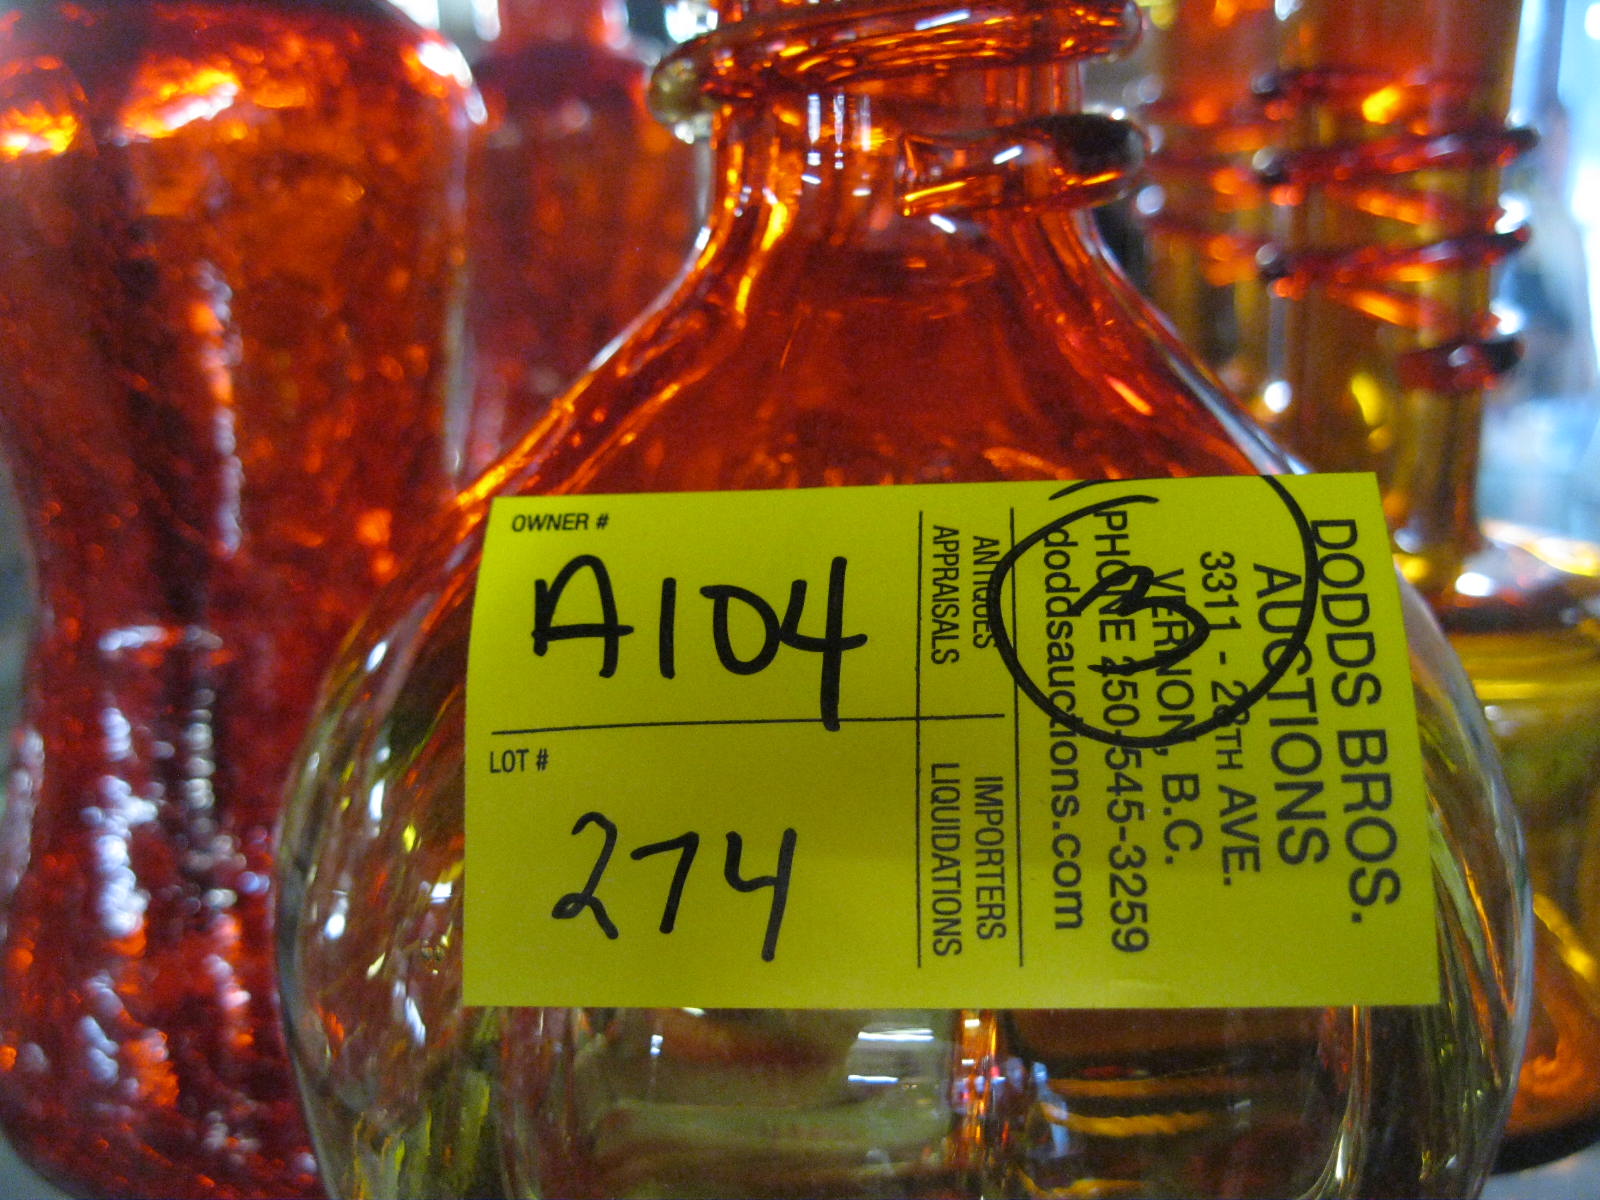 OWNER #
A104
LOT #
274
ANTIQUES
APPRAISALS
IMPORTERS
LIQUIDATIONS
DODDS BROS.
AUCTIONS
3311 - 28TH AVE.
VERNON, B.C.
PHONE 250-545-3259
doddsauctions.com
3